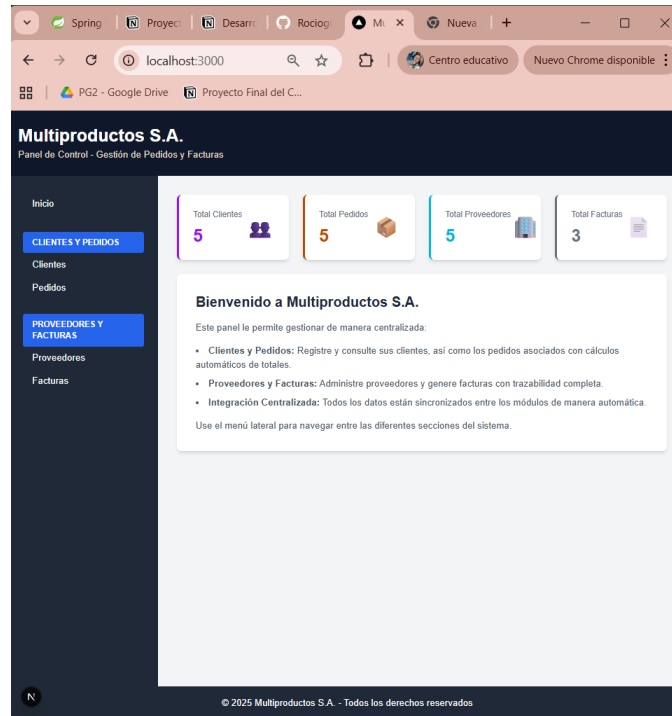 Spring
Proyect
Desarro
Rociog
Mu
Nueva
localhost:3000
Centro educativo
Nuevo Chrome disponible
PG2 - Google Drive
Proyecto Final del C...
Multiproductos S.A.
Panel de Control - Gestión de Pedidos y Facturas
Inicio
CLIENTES Y PEDIDOS
Clientes
Pedidos
PROVEEDORES Y
FACTURAS
Proveedores
Facturas
Total Clientes
5
Total Pedidos
5
Total Proveedores
5
Total Facturas
3
Bienvenido a Multiproductos S.A.
Este panel le permite gestionar de manera centralizada:
• Clientes y Pedidos: Registre y consulte sus clientes, así como los pedidos asociados con cálculos
automáticos de totales.
• Proveedores y Facturas: Administre proveedores y genere facturas con trazabilidad completa.
• Integración Centralizada: Todos los datos están sincronizados entre los módulos de manera automática.
Use el menú lateral para navegar entre las diferentes secciones del sistema.
N
© 2025 Multiproductos S.A. - Todos los derechos reservados